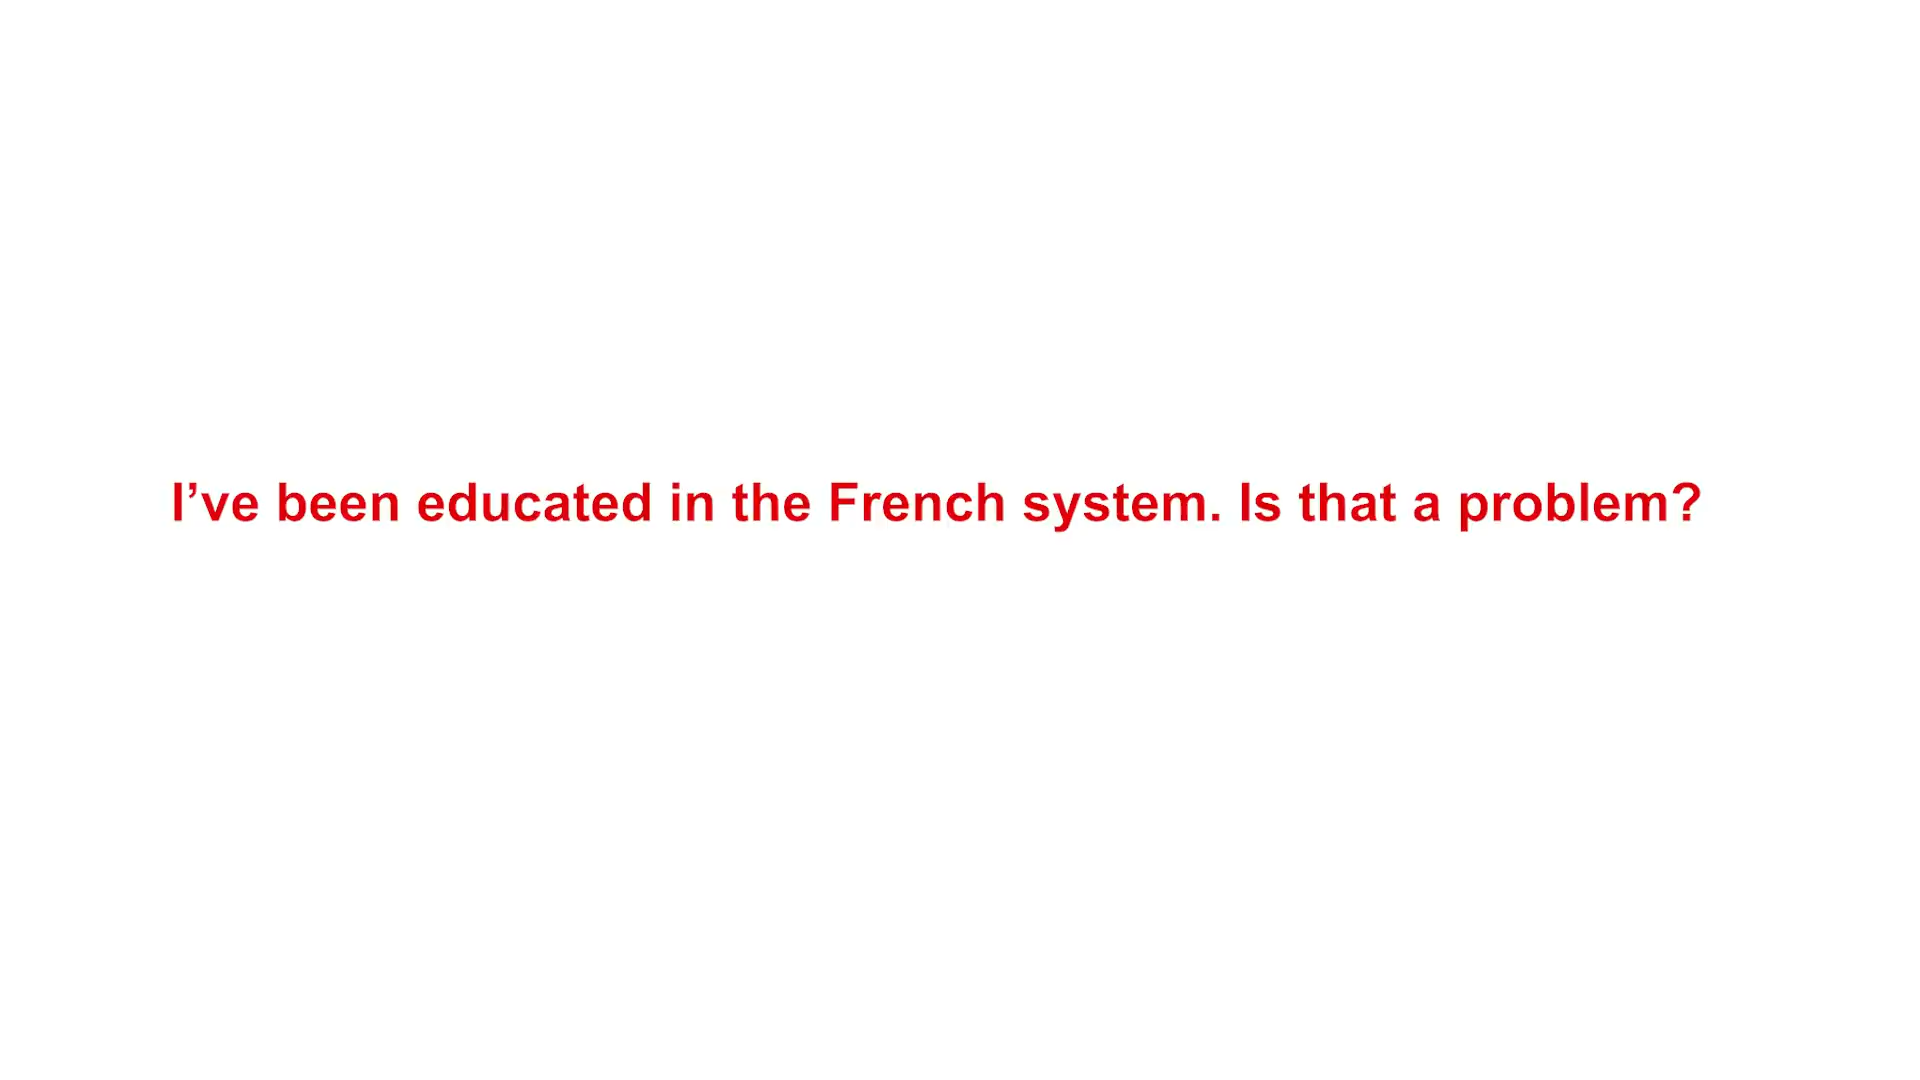 I’ve been educated in the French system. Is that a problem?